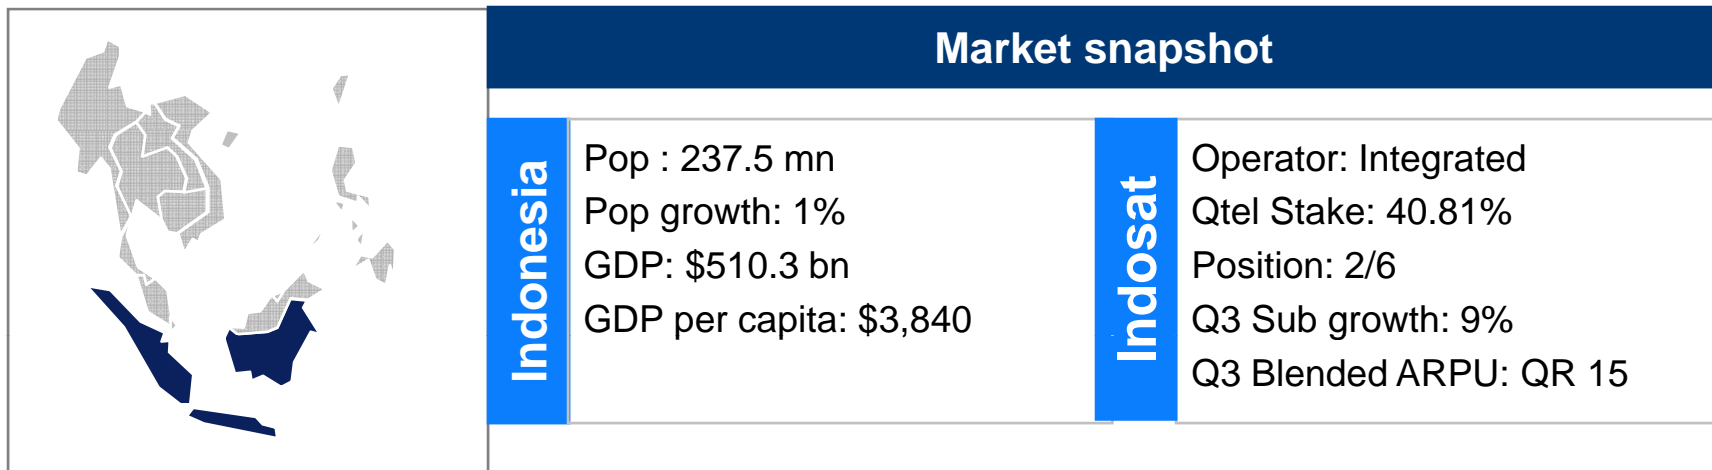 Market snapshot
Indonesia
Pop : 237.5 mn
Pop growth: 1%
GDP: $510.3 bn
GDP per capita: $3,840
Indosat
Operator: Integrated
Qtel Stake: 40.81%
Position: 2/6
Q3 Sub growth: 9%
Q3 Blended ARPU: QR 15